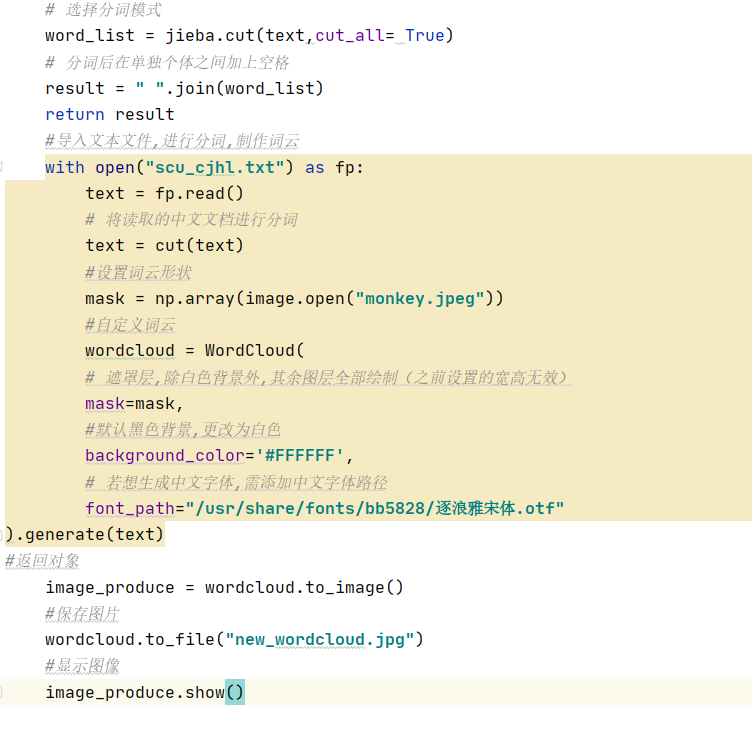 # 选择分词模式
word_list = jieba.cut(text,cut_all= True)
# 分词后在单独个体之间加上空格
result = " ".join(word_list)
return result
#导入文本文件,进行分词,制作词云
with open("scu_cjhl.txt") as fp:
text = fp.read()
# 将读取的中文文档进行分词
text = cut(text)
#设置词云形状
mask = np.array(image.open("monkey.jpeg"))
#自定义词云
wordcloud = WordCloud(
# 遮罩层,除白色背景外,其余图层全部绘制（之前设置的宽高无效）
mask=mask,
#默认黑色背景,更改为白色
background_color='#FFFFFF',
# 若想生成中文字体,需添加中文字体路径
font_path="/usr/share/fonts/bb5828/逐浪雅宋体.otf"
).generate(text)
#返回对象
image_produce = wordcloud.to_image()
#保存图片
wordcloud.to_file("new_wordcloud.jpg")
#显示图像
image_produce.show()